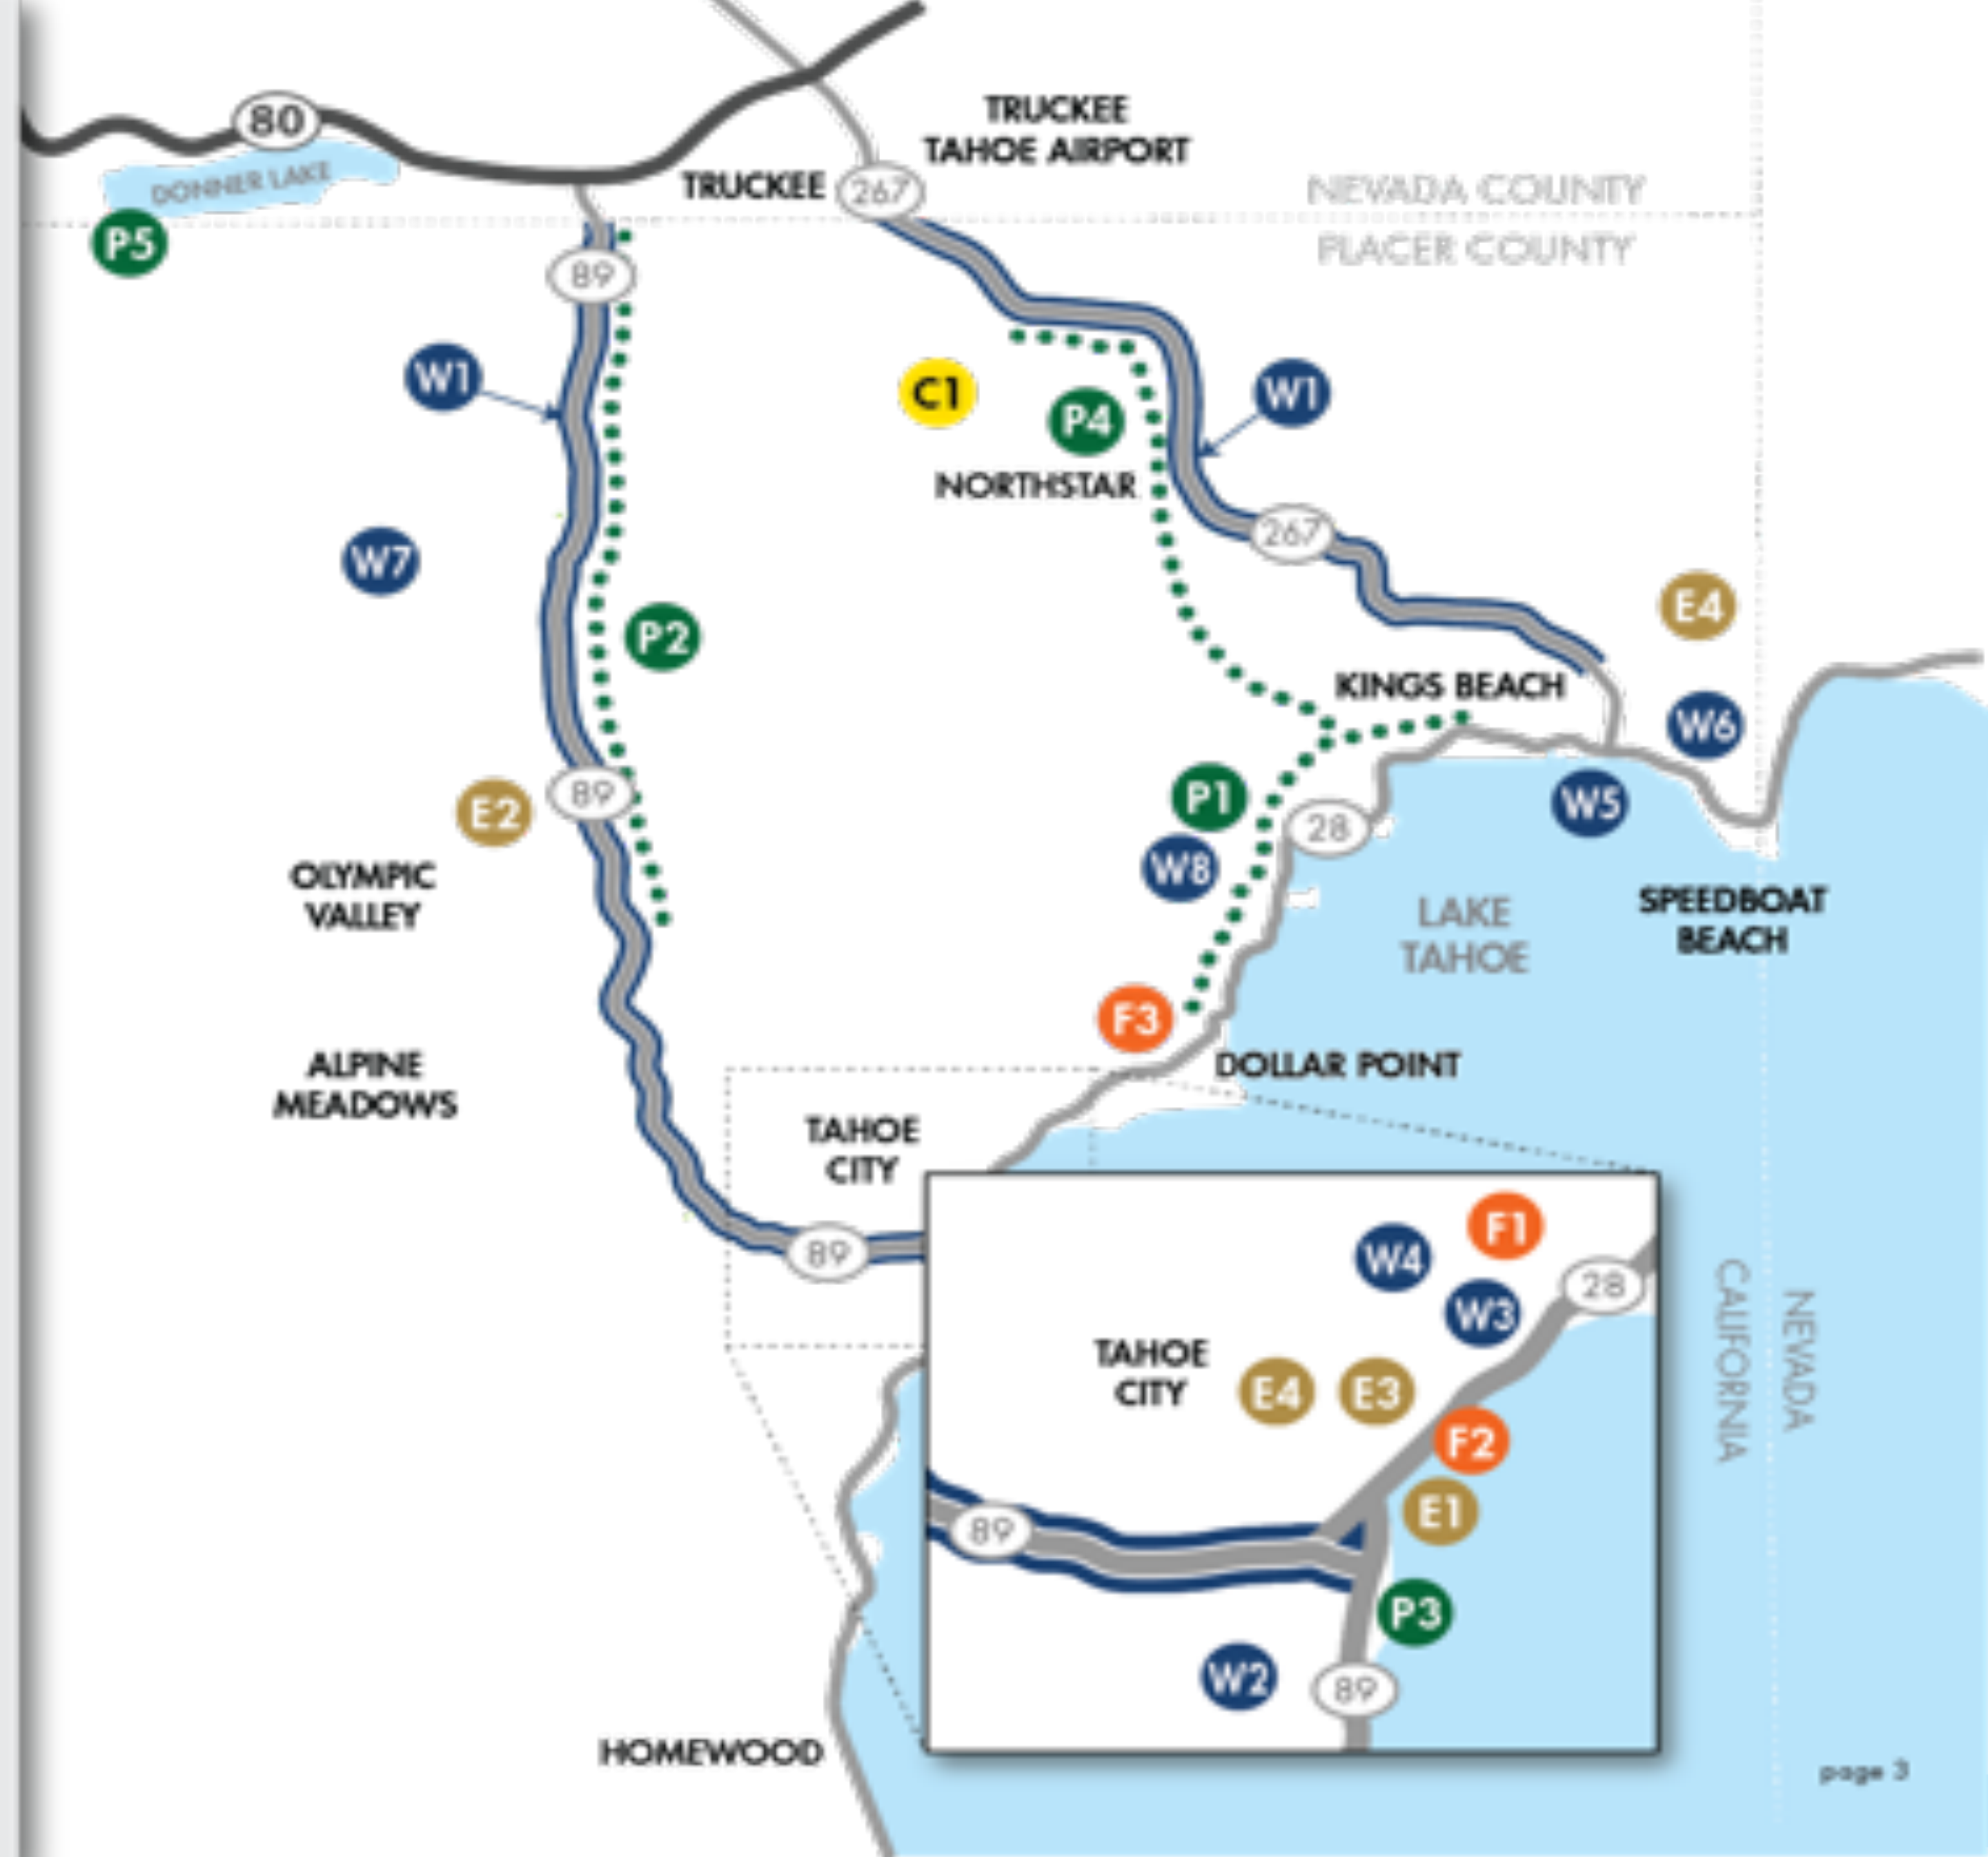 80
DONNER LAKE
P5
TRUCKEE
TAHOE AIRPORT
TRUCKEE
267
NEVADA COUNTY
PLACER COUNTY
89
W1
C1
P4
NORTHSTAR
W1
267
W7
P2
E4
KINGS BEACH
W6
W5
89
E2
OLYMPIC
VALLEY
P1
W8
28
LAKE
TAHOE
SPEEDBOAT
BEACH
F3
DOLLAR POINT
ALPINE
MEADOWS
TAHOE
CITY
89
F1
W4
W3
28
TAHOE
CITY
E4
E3
F2
E1
89
P3
W2
89
CALIFORNIA
NEVADA
HOMEWOOD
page 3